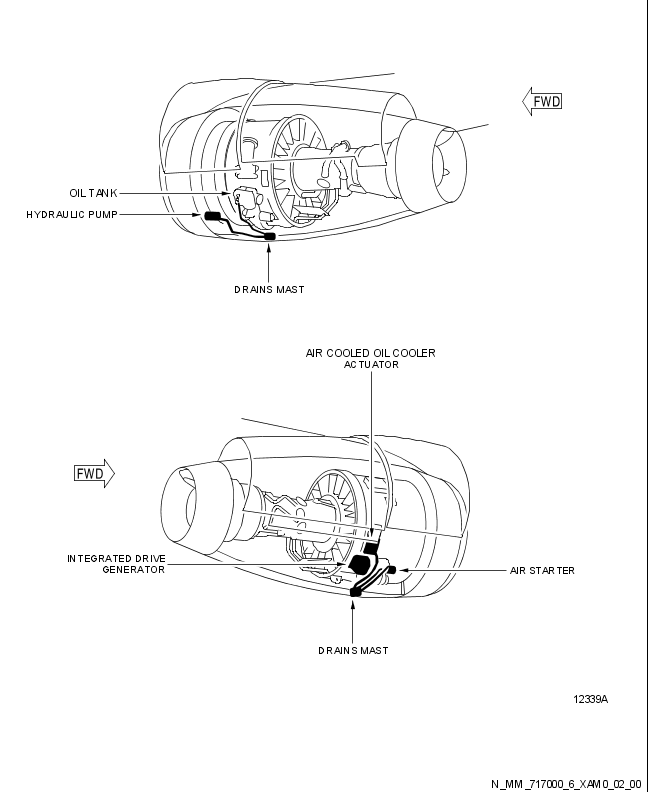 FWD
OIL TANK
HYDRAULIC PUMP
DRAINS MAST
AIR COOLED OIL COOLER
ACTUATOR
FWD
INTEGRATED DRIVE
GENERATOR
AIR STARTER
DRAINS MAST
12339A
N_MM_717000_6_XAM0_02_00